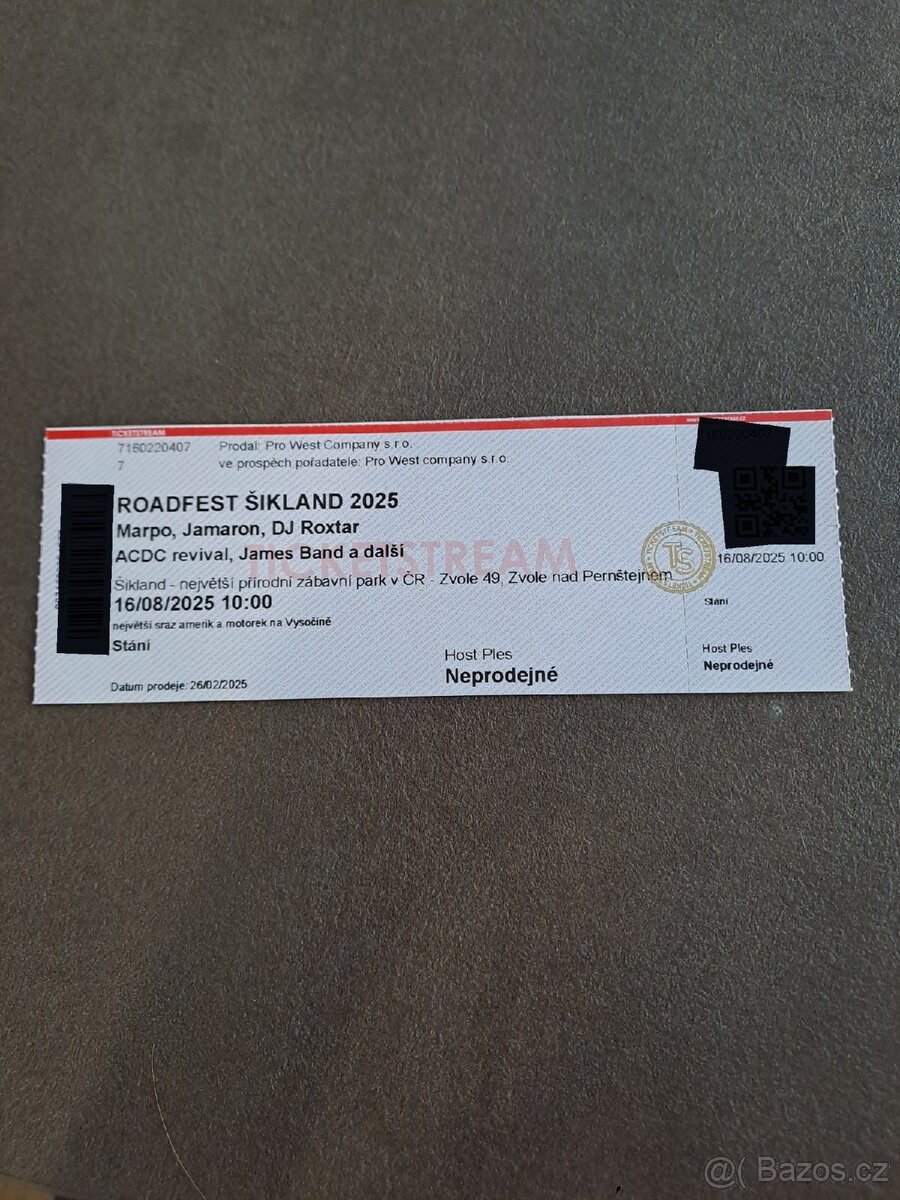 TICKETSTREAM
7160220407
Prodal: Pro West Company s.r.o.
7
ve prospěch pořadatele: Pro West company s.r.o.
ROADFEST ŠIKLAND 2025
Marpo, Jamaron, DJ Roxtar
ACDC revival, James Band a další
TICKETSTREAM
Šikland - největší přírodní zábavní park v ČR - Zvole 49, Zvole nad Pernštejnem
16/08/2025 10:00
největší sraz amerik a motorek na Vysočině
Stání
Host Ples
Neprodejné
Datum prodeje: 26/02/2025
TICKETSTREAM
TS
16/08/2025 10:00
Stání
Host Ples
Neprodejné
@( Bazos.cz